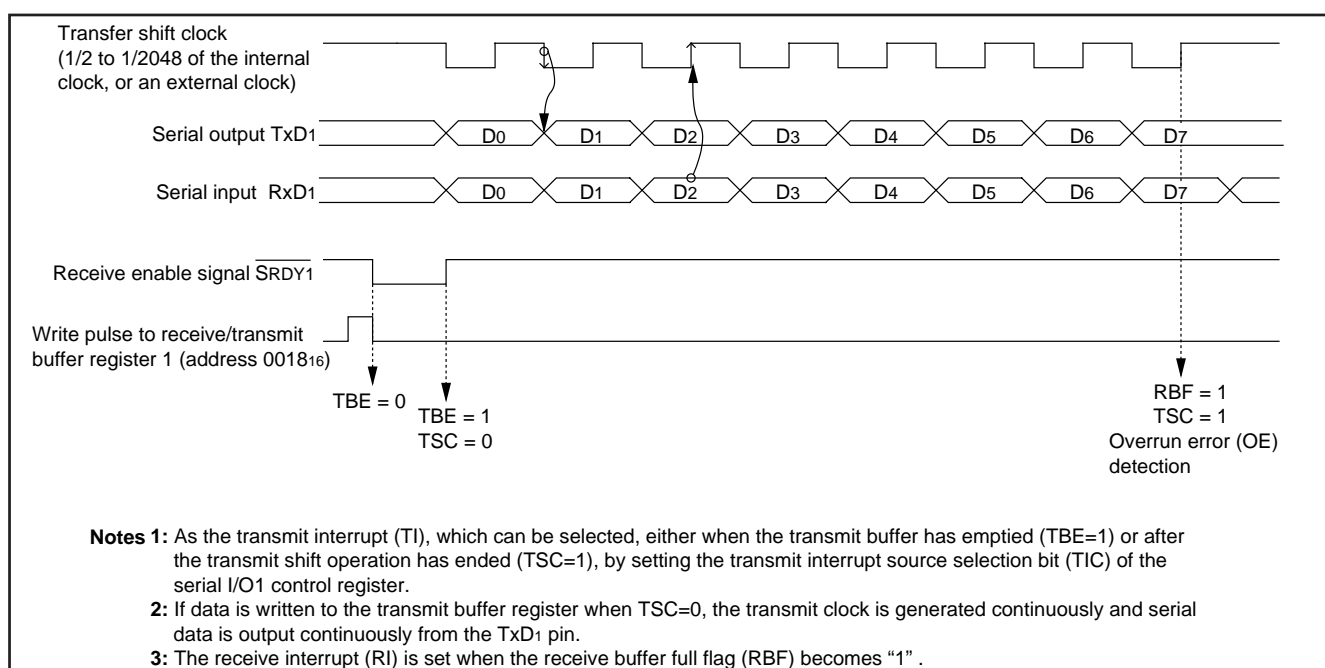 Transfer shift clock
(1/2 to 1/2048 of the internal
clock, or an external clock)
Serial output TxD1
D0 D1 D2 D3 D4 D5 D6 D7
Serial input RxD1
D0 D1 D2 D3 D4 D5 D6 D7
Receive enable signal SRDY1
Write pulse to receive/transmit
buffer register 1 (address 001816)
TBE = 0
TBE = 1
TSC = 0
RBF = 1
TSC = 1
Overrun error (OE)
detection
Notes 1: As the transmit interrupt (TI), which can be selected, either when the transmit buffer has emptied (TBE=1) or after
the transmit shift operation has ended (TSC=1), by setting the transmit interrupt source selection bit (TIC) of the
serial I/O1 control register.
2: If data is written to the transmit buffer register when TSC=0, the transmit clock is generated continuously and serial
data is output continuously from the TxD1 pin.
3: The receive interrupt (RI) is set when the receive buffer full flag (RBF) becomes “1” .